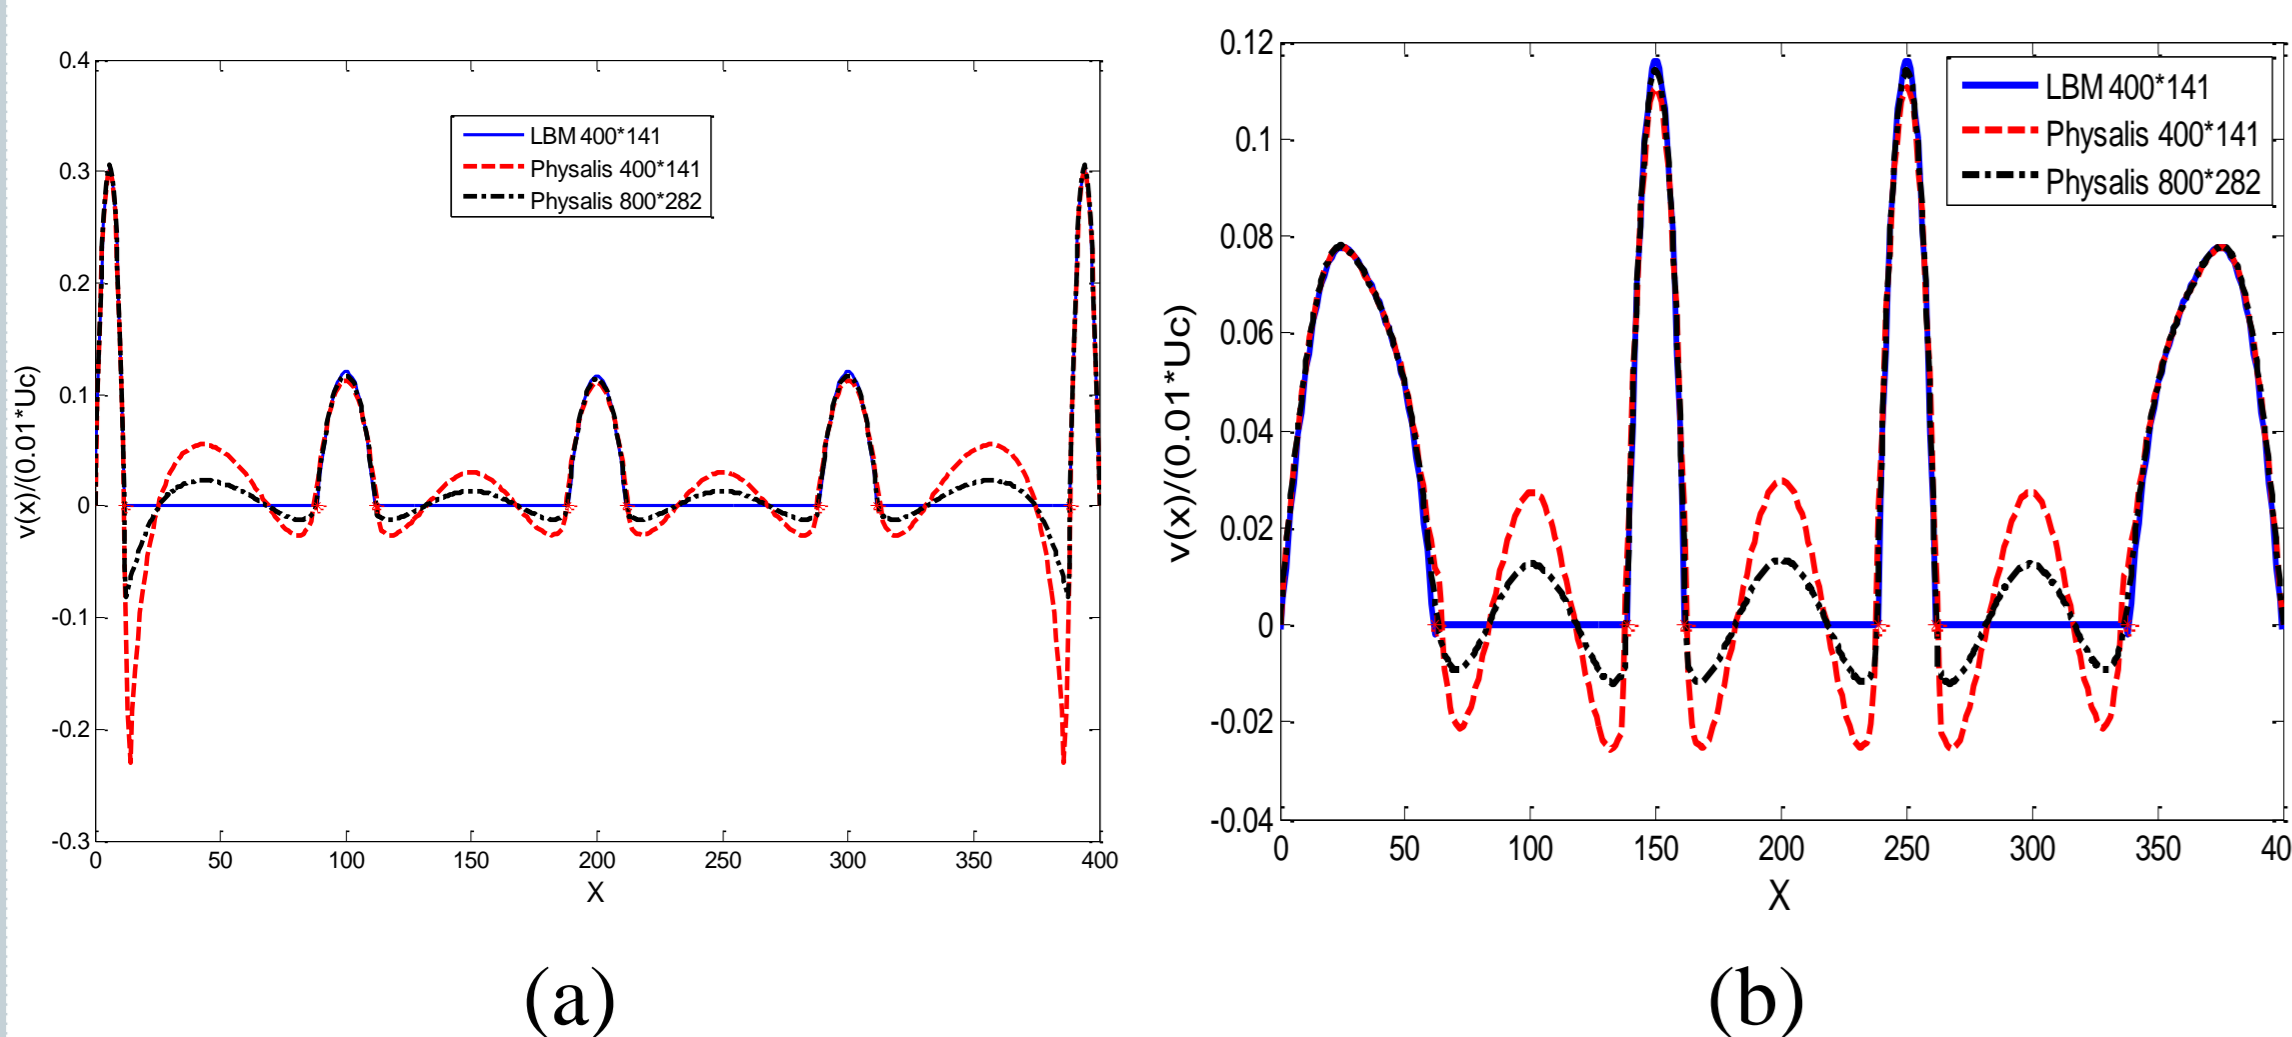 0.4
0.3
0.2
0.1
0
-0.1
-0.2
-0.3
v(x)/(0.01*Uc)
LBM 400*141
Physalis 400*141
Physalis 800*282
0 50 100 150 200 250 300 350 400
X
(a)
0.12
0.1
0.08
0.06
0.04
0.02
0
-0.02
-0.04
v(x)/(0.01*Uc)
LBM 400*141
Physalis 400*141
Physalis 800*282
0 50 100 150 200 250 300 350 40
X
(b)